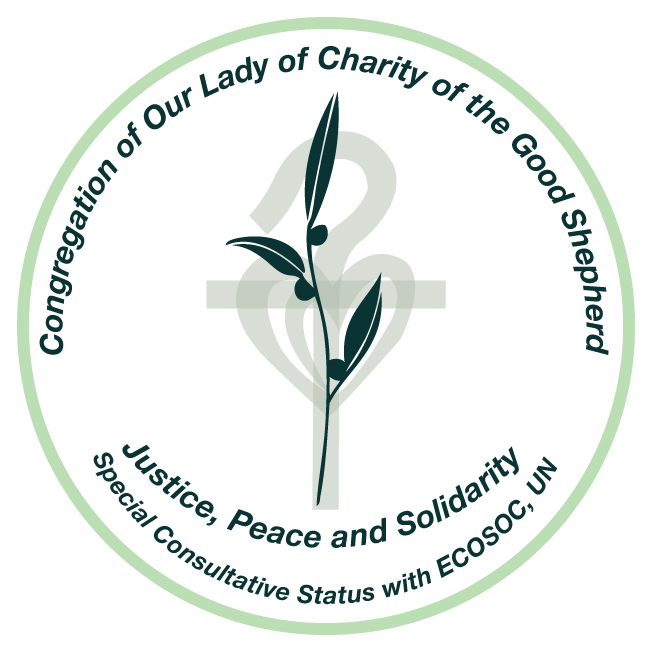 Congregation of Our Lady of Charity of the Good Shepherd
Justice, Peace and Solidarity
Special Consultative Status with ECOSOC, UN